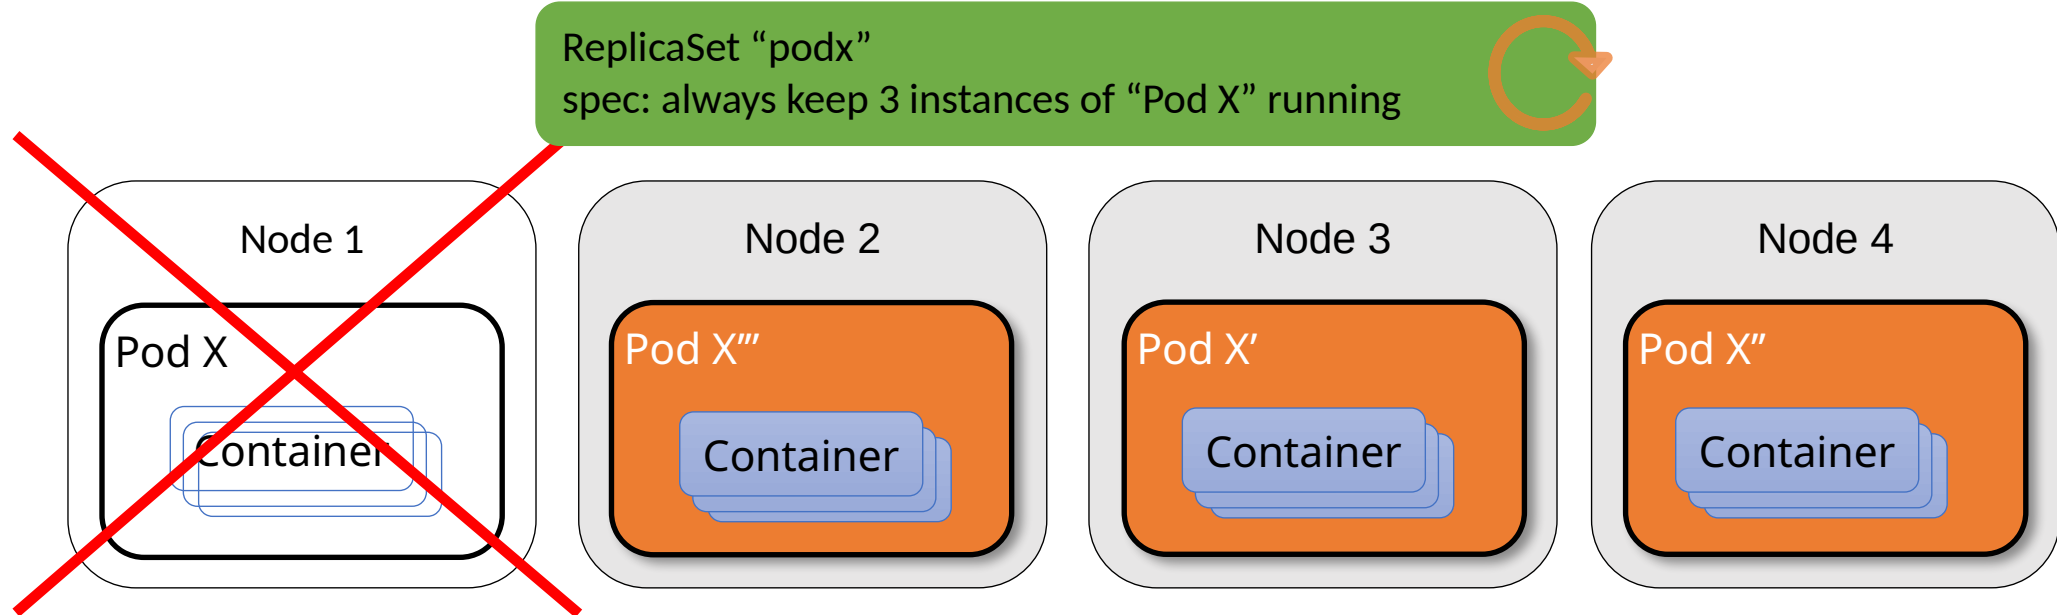 ReplicaSet “podx”
spec: always keep 3 instances of “Pod X” running
Node 1
Pod X
Container
Node 2
Pod X’’’
Container
Node 3
Pod X’
Container
Node 4
Pod X’’
Container